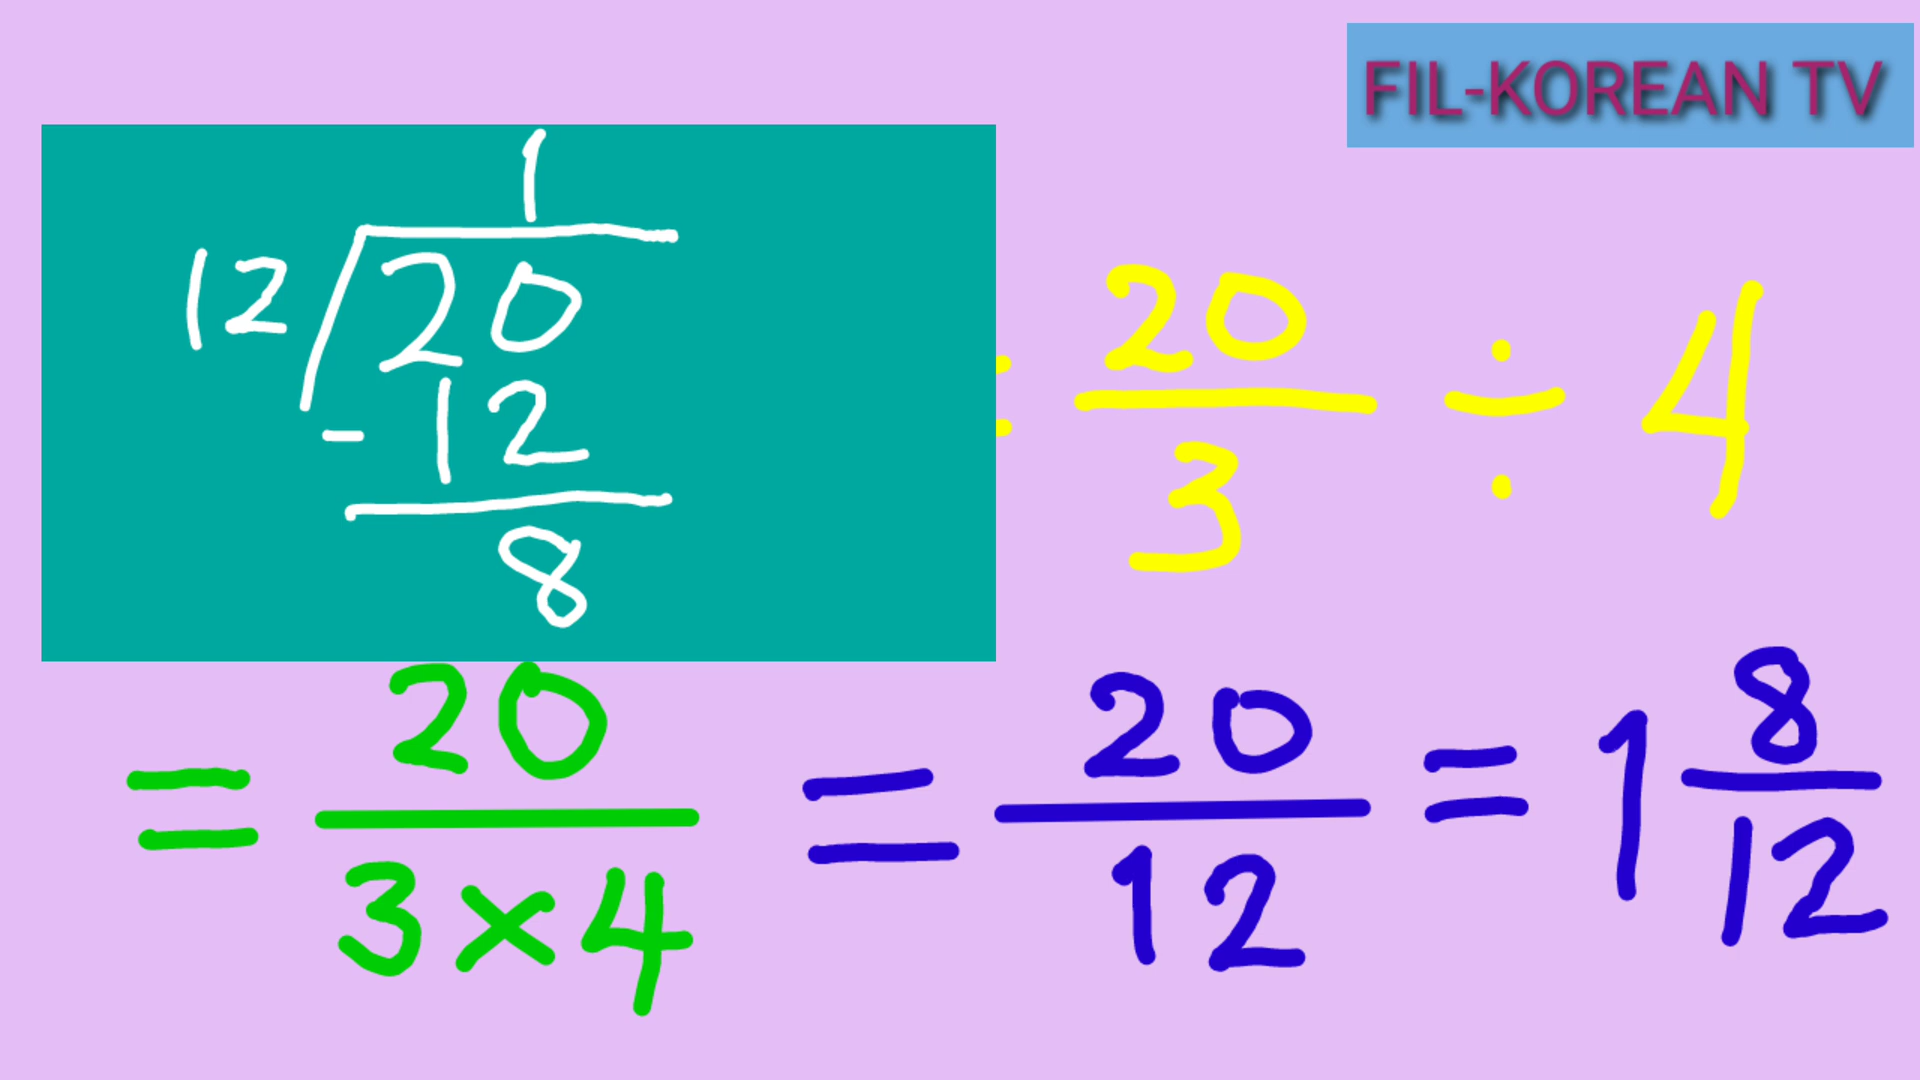 FIL-KOREAN TV
1
12 20
- 12
8
= 20/3 ÷ 4
= 20/3×4 = 20/12 = 1 8/12